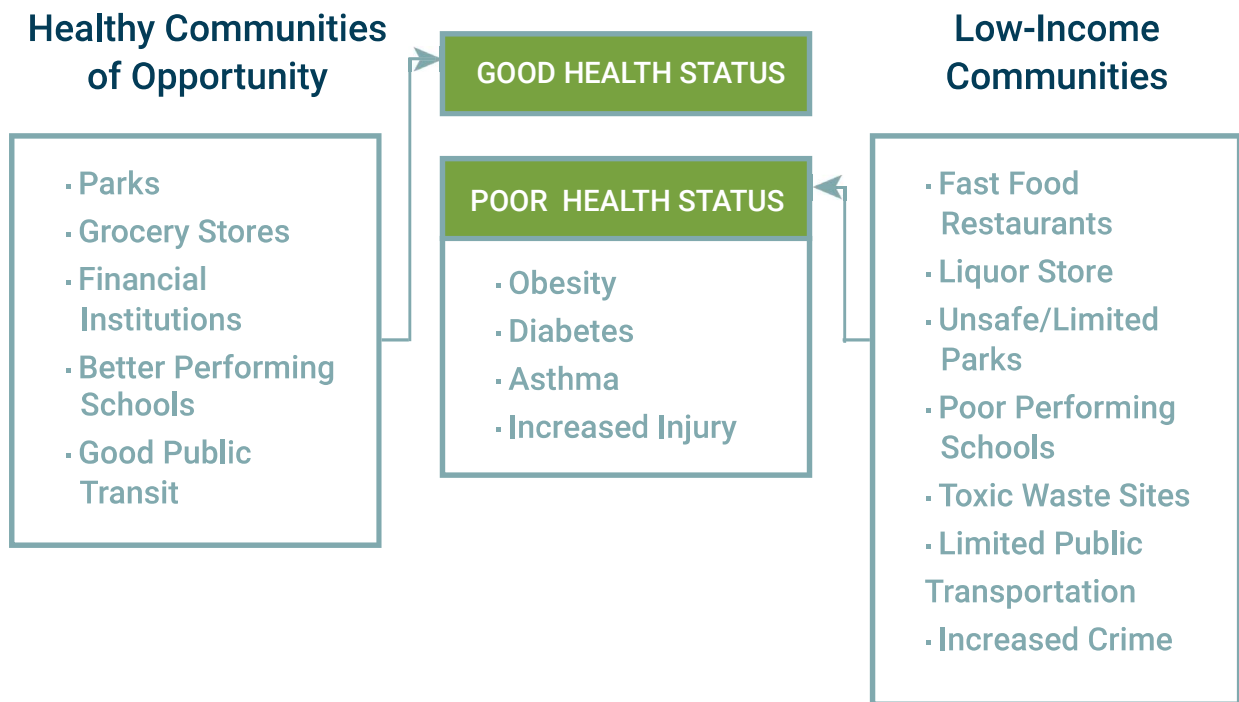 Healthy Communities
of Opportunity
· Parks
· Grocery Stores
· Financial
Institutions
· Better Performing
Schools
· Good Public
Transit
GOOD HEALTH STATUS
POOR HEALTH STATUS
· Obesity
· Diabetes
· Asthma
· Increased Injury
Low-Income
Communities
· Fast Food
Restaurants
· Liquor Store
· Unsafe/Limited
Parks
· Poor Performing
Schools
· Toxic Waste Sites
· Limited Public
Transportation
· Increased Crime